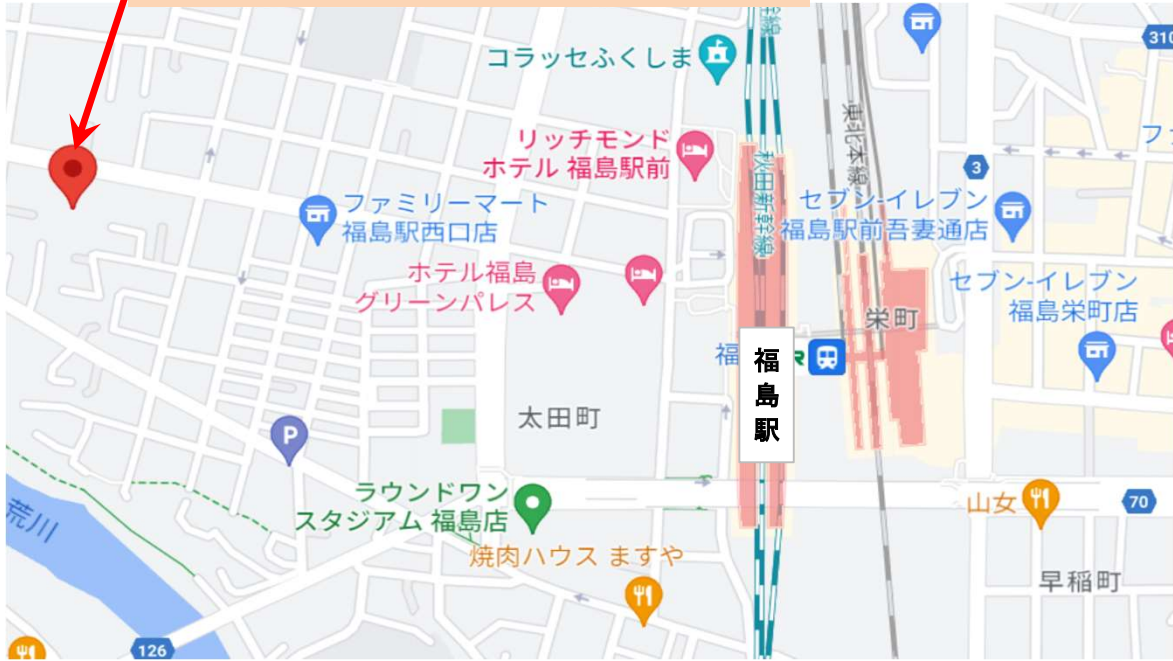 コラッセふくしま
310
リッチモンド
ホテル 福島駅前
東北本線
秋田新幹線
3
セブン-イレブン
福島駅前吾妻通店
ファミリーマート
福島駅西口店
ホテル福島
グリーンパレス
セブン-イレブン
福島栄町店
栄町
福
福島駅
太田町
P
ラウンドワン
スタジアム 福島店
山女
70
荒川
焼肉ハウス ますや
早稲町
126